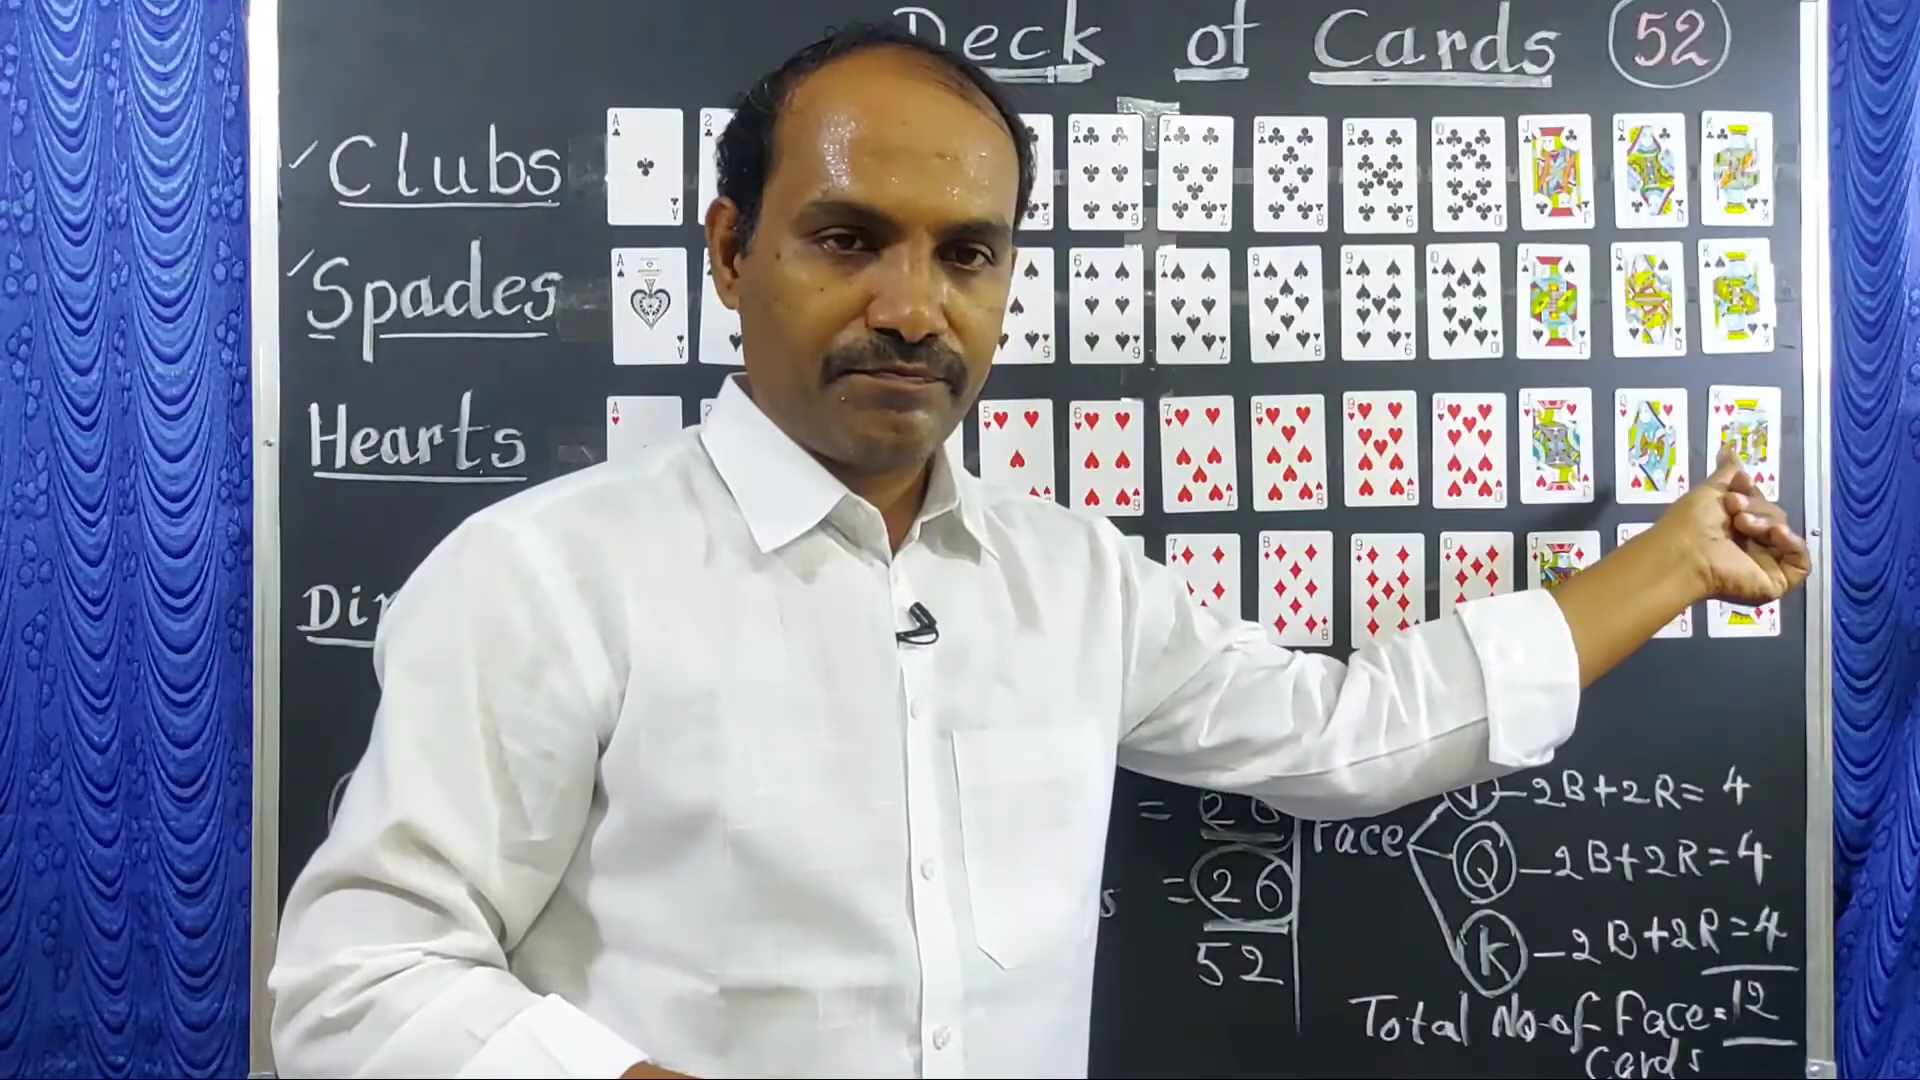 Deck of Cards 52
✓Clubs
✓Spades
Hearts
= 26
= 26
52
Face
J - 2B+2R= 4
Q - 2B+2R=4
K - 2B+2R=4
Total No of Face = 12
Cards